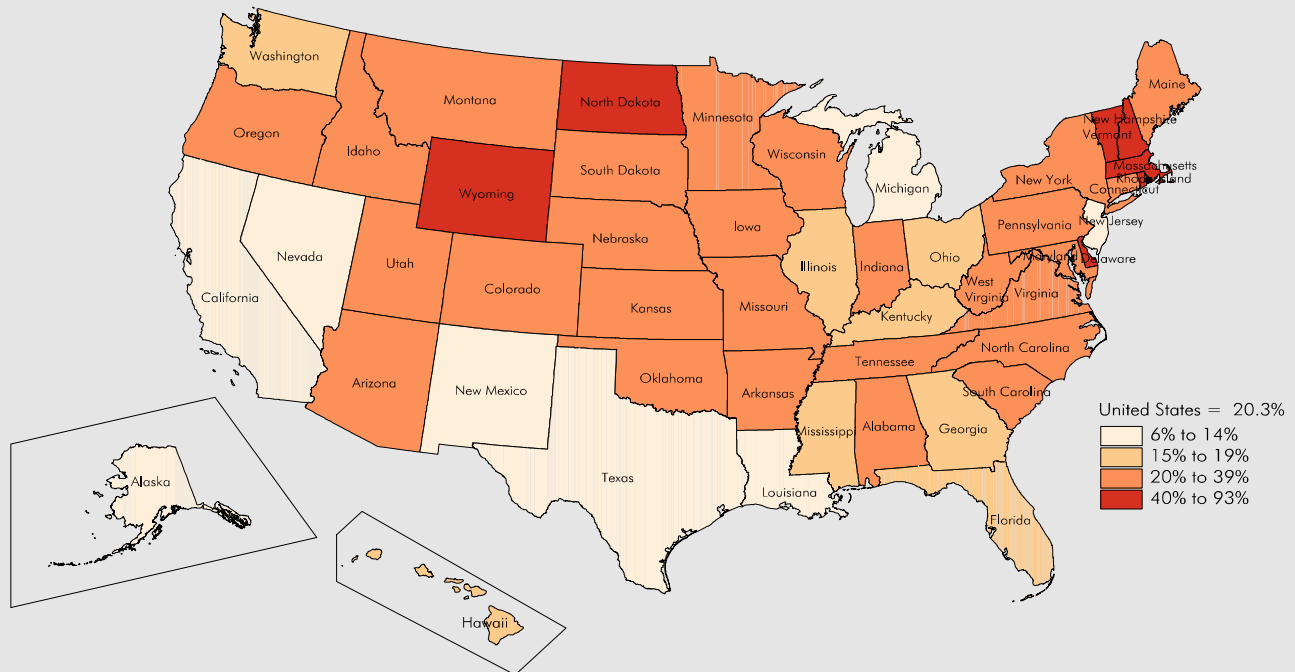 Washington
Montana
North Dakota
Minnesota
Maine
New Hampshire
Vermont
Oregon
Idaho
Wisconsin
South Dakota
Massachusetts
Rhode Island
Connecticut
New York
Michigan
Wyoming
New Jersey
Pennsylvania
Iowa
Nebraska
Nevada
Utah
Colorado
Illinois
Indiana
Ohio
Maryland
Delaware
West
Virginia
Virginia
California
Kansas
Missouri
Kentucky
North Carolina
Tennessee
Arizona
New Mexico
Oklahoma
Arkansas
South Carolina
Mississippi
Alabama
Georgia
United States = 20.3%
6% to 14%
15% to 19%
20% to 39%
40% to 93%
Texas
Louisiana
Florida
Alaska
Hawaii